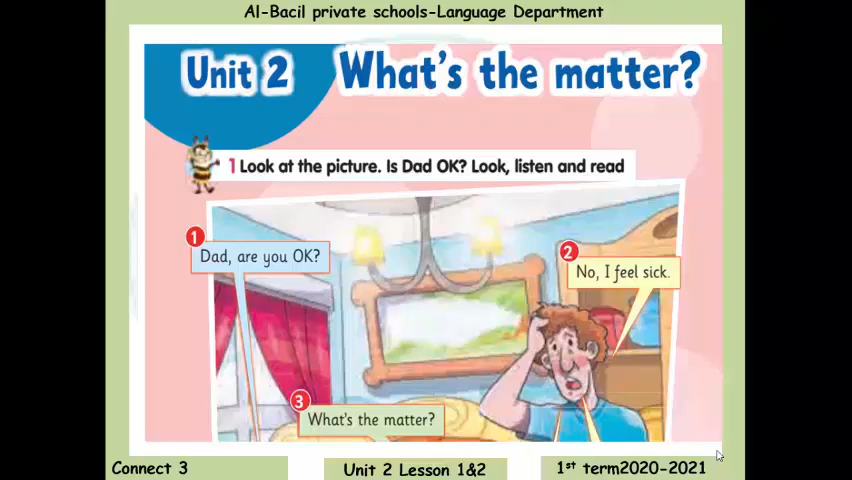 Al-Bacil private schools-Language Department
Unit 2 What's the matter?
1 Look at the picture. Is Dad OK? Look, listen and read
1
Dad, are you OK?
2
No, I feel sick.
3
What's the matter?
Connect 3
Unit 2 Lesson 1&2
1st term2020-2021